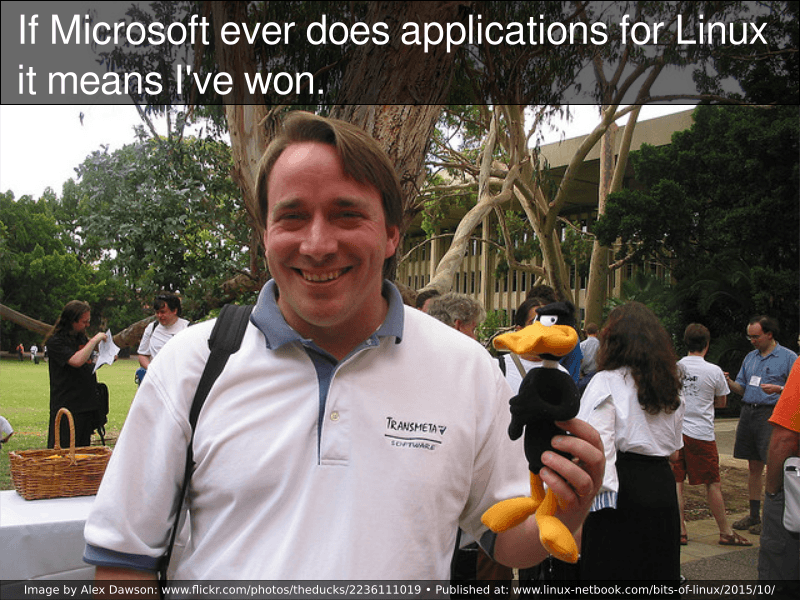 If Microsoft ever does applications for Linux
it means I've won.
TRANSMETA
SOFTWARE
Image by Alex Dawson: www.flickr.com/photos/theducks/2236111019 • Published at: www.linux-netbook.com/bits-of-linux/2015/10/